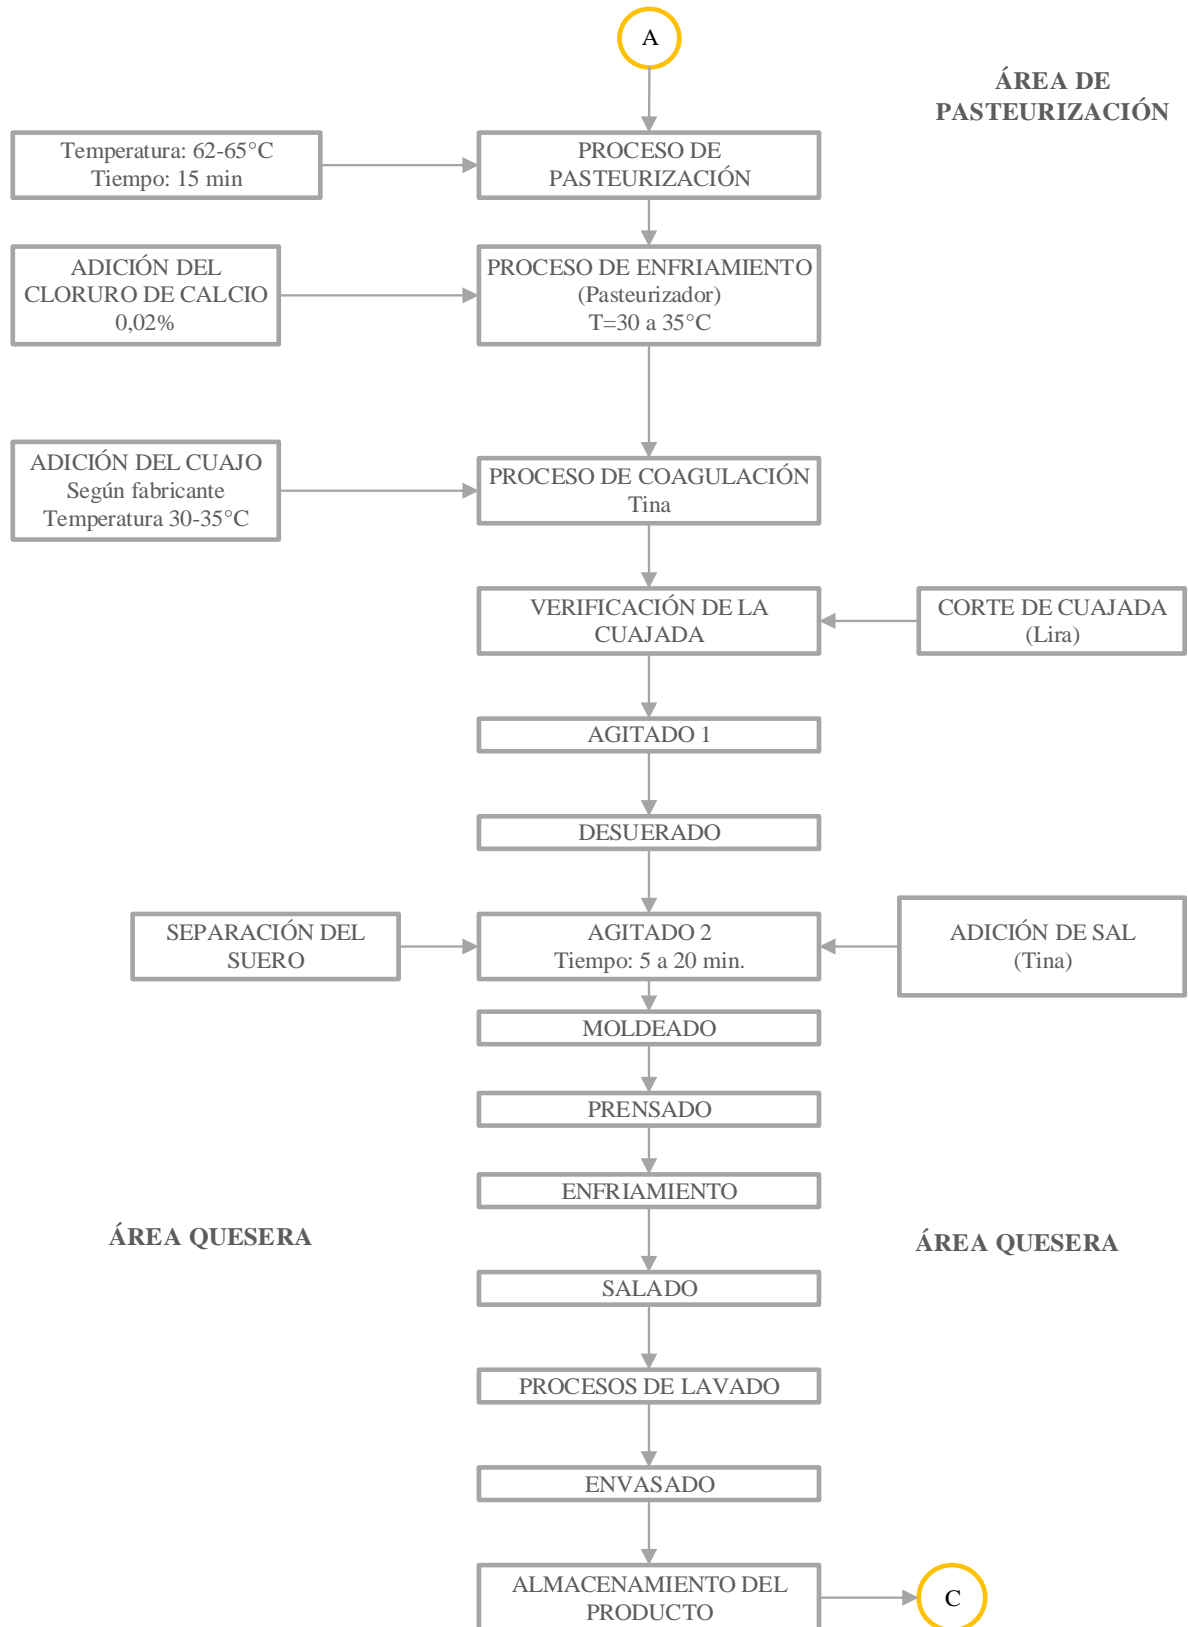 A
ÁREA DE
PASTEURIZACIÓN
Temperatura: 62-65°C
Tiempo: 15 min
PROCESO DE
PASTEURIZACIÓN
ADICIÓN DEL
CLORURO DE CALCIO
0,02%
PROCESO DE ENFRIAMIENTO
(Pasteurizador)
T=30 a 35°C
ADICIÓN DEL CUAJO
Según fabricante
Temperatura 30-35°C
PROCESO DE COAGULACIÓN
Tina
VERIFICACIÓN DE LA
CUAJADA
CORTE DE CUAJADA
(Lira)
AGITADO 1
DESUERADO
SEPARACIÓN DEL
SUERO
AGITADO 2
Tiempo: 5 a 20 min.
ADICIÓN DE SAL
(Tina)
MOLDEADO
PRENSADO
ENFRIAMIENTO
ÁREA QUESERA
ÁREA QUESERA
SALADO
PROCESOS DE LAVADO
ENVASADO
ALMACENAMIENTO DEL
PRODUCTO
C